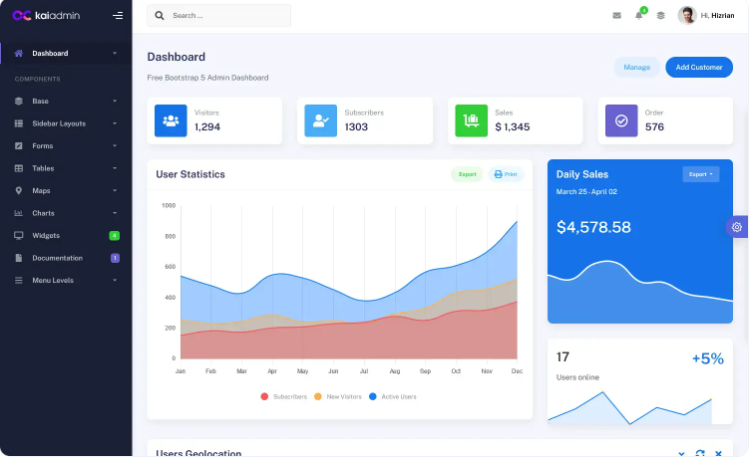 kaiadmin
Search ...
4
Hi, Hizrian
Dashboard
COMPONENTS
Base
Sidebar Layouts
Forms
Tables
Maps
Charts
Widgets
4
Documentation
1
Menu Levels
Dashboard
Free Bootstrap 5 Admin Dashboard
Manage
Add Customer
Visitors
1,294
Subscribers
1303
Sales
$ 1,345
Order
576
User Statistics
Export
Print
1000
800
600
400
200
0
Jan Feb Mar Apr May Jun Jul Aug Sep Oct Nov Dec
Subscribers New Visitors Active Users
Daily Sales
Export
March 25 - April 02
$4,578.58
17
+5%
Users online
Users Geolocation